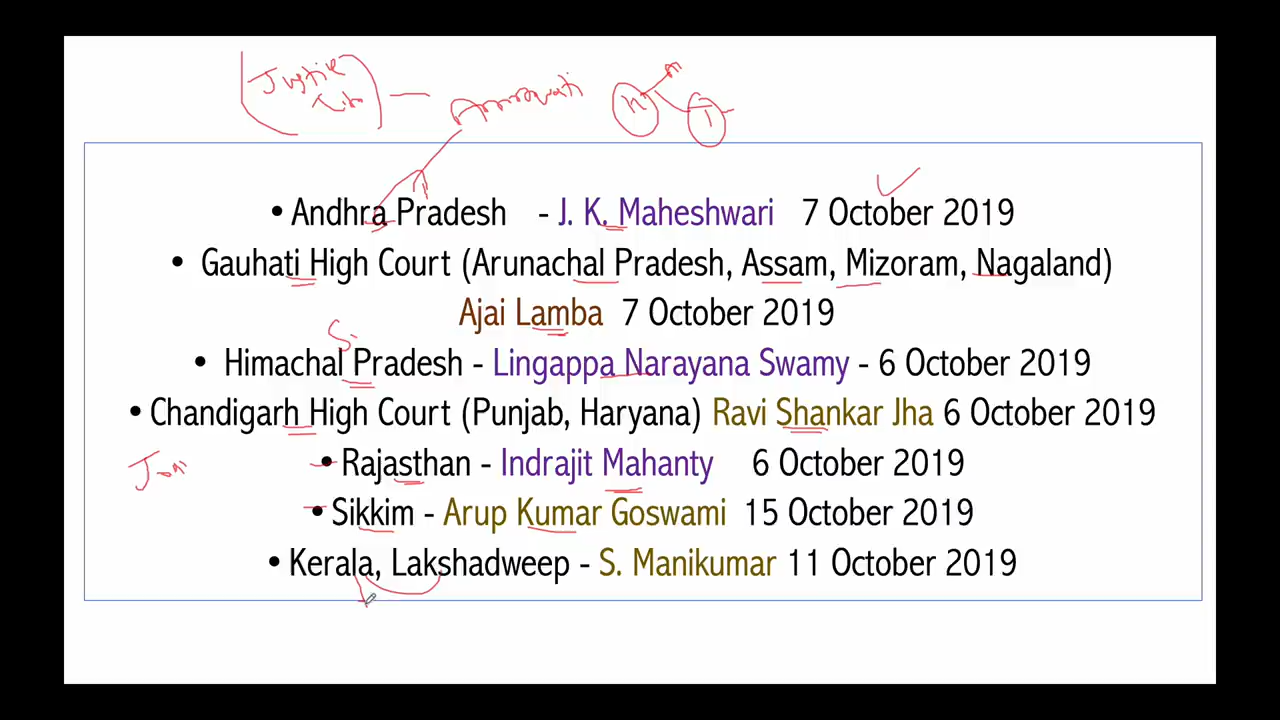 Justice
Amravati
• Andhra Pradesh - J. K. Maheshwari 7 October 2019
• Gauhati High Court (Arunachal Pradesh, Assam, Mizoram, Nagaland)
Ajai Lamba 7 October 2019
• Himachal Pradesh - Lingappa Narayana Swamy - 6 October 2019
• Chandigarh High Court (Punjab, Haryana) Ravi Shankar Jha 6 October 2019
• Rajasthan - Indrajit Mahanty 6 October 2019
• Sikkim - Arup Kumar Goswami 15 October 2019
• Kerala, Lakshadweep - S. Manikumar 11 October 2019